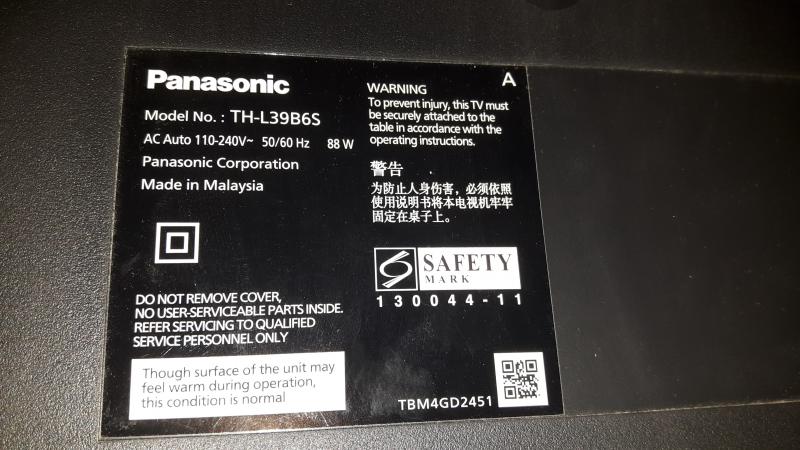 Panasonic
Model No. : TH-L39B6S
AC Auto 110-240V~ 50/60 Hz 88 W
Panasonic Corporation
Made in Malaysia
DO NOT REMOVE COVER,
NO USER-SERVICEABLE PARTS INSIDE.
REFER SERVICING TO QUALIFIED
SERVICE PERSONNEL ONLY
Though surface of the unit may
feel warm during operation,
this condition is normal
A
WARNING
To prevent injury, this TV must
be securely attached to the
table in accordance with the
operating instructions.
警告
为防止人身伤害，必须依照
使用说明书将本电视机牢牢
固定在桌子上。
SAFETY
MARK
130044-11
TBM4GD2451